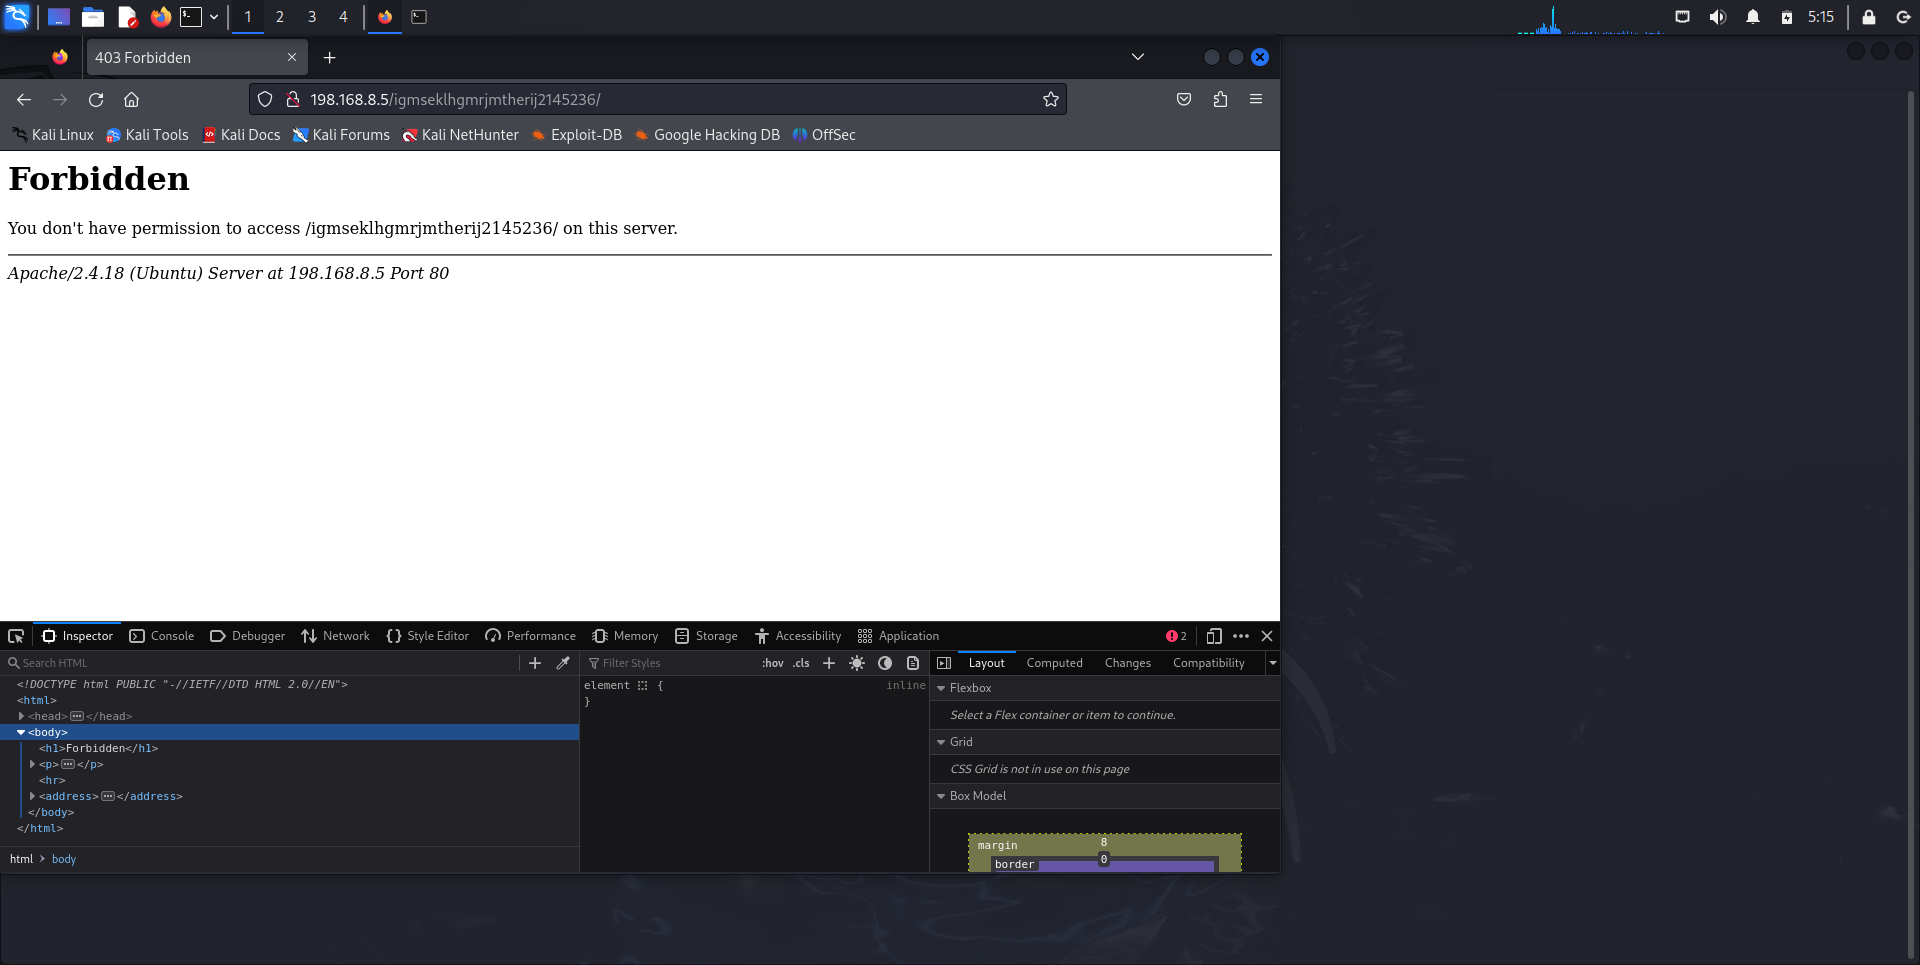 1 2 3 4 5:15
403 Forbidden
198.168.8.5/igmseklhgmrjmtherij2145236/
Kali Linux Kali Tools Kali Docs Kali Forums Kali NetHunter Exploit-DB Google Hacking DB OffSec
Forbidden
You don't have permission to access /igmseklhgmrjmtherij2145236/ on this server.
Apache/2.4.18 (Ubuntu) Server at 198.168.8.5 Port 80
Inspector Console Debugger Network Style Editor Performance Memory Storage Accessibility Application 2
Search HTML Filter Styles :hov .cls Layout Computed Changes Compatibility
<!DOCTYPE html PUBLIC "-//IETF//DTD HTML 2.0//EN">
<html>
<head></head>
<body>
<h1>Forbidden</h1>
<p></p>
<hr>
<address></address>
</body>
</html>
html > body
element { inline
}
Flexbox
Select a Flex container or item to continue.
Grid
CSS Grid is not in use on this page
Box Model
margin 8
border 0